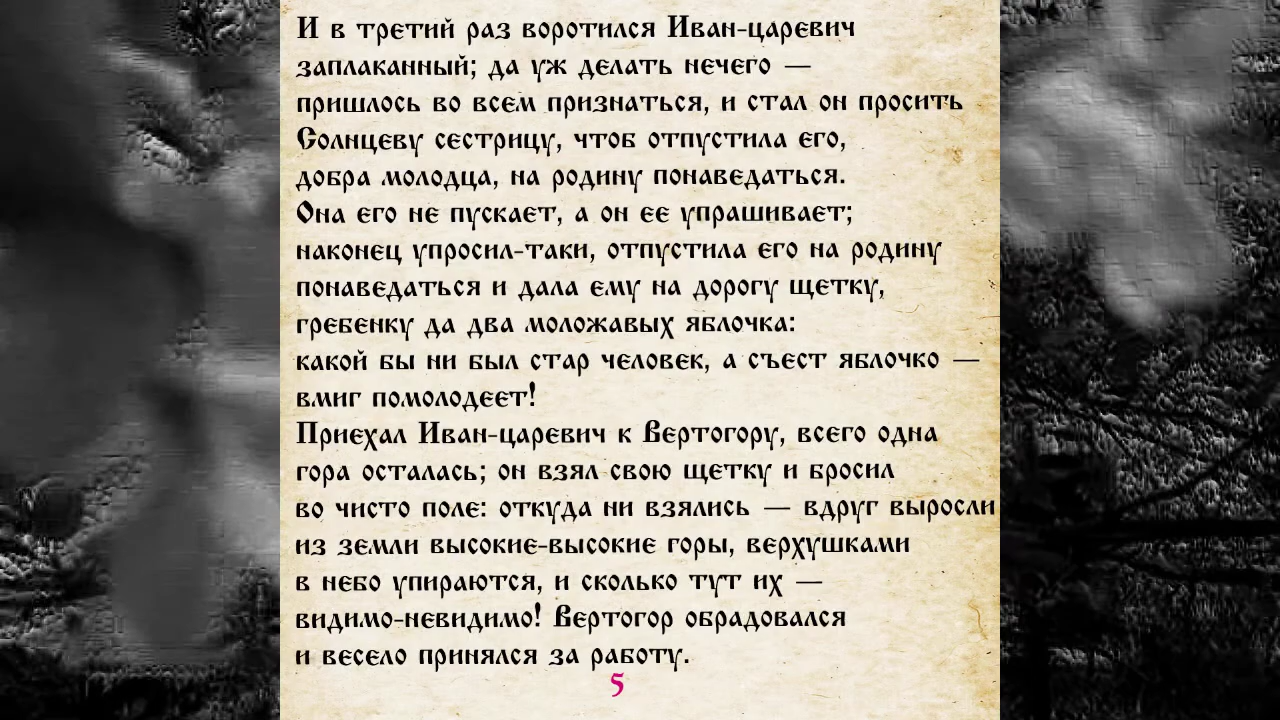 И в третий раз воротился Иван-царевич
заплаканный; да уж делать нечего —
пришлось во всем признаться, и стал он просить
Солнцеву сестрицу, чтоб отпустила его,
добра молодца, на родину понаведаться.
Она его не пускает, а он ее упрашивает;
наконец упросил-таки, отпустила его на родину
понаведаться и дала ему на дорогу щетку,
гребенку да два моложавых яблочка:
какой бы ни был стар человек, а съест яблочко —
вмиг помолодеет!
Приехал Иван-царевич к Вертогору, всего одна
гора осталась; он взял свою щетку и бросил
во чисто поле: откуда ни взялись — вдруг выросли
из земли высокие-высокие горы, верхушками
в небо упираются, и сколько тут их —
видимо-невидимо! Вертогор обрадовался
и весело принялся за работу.
5